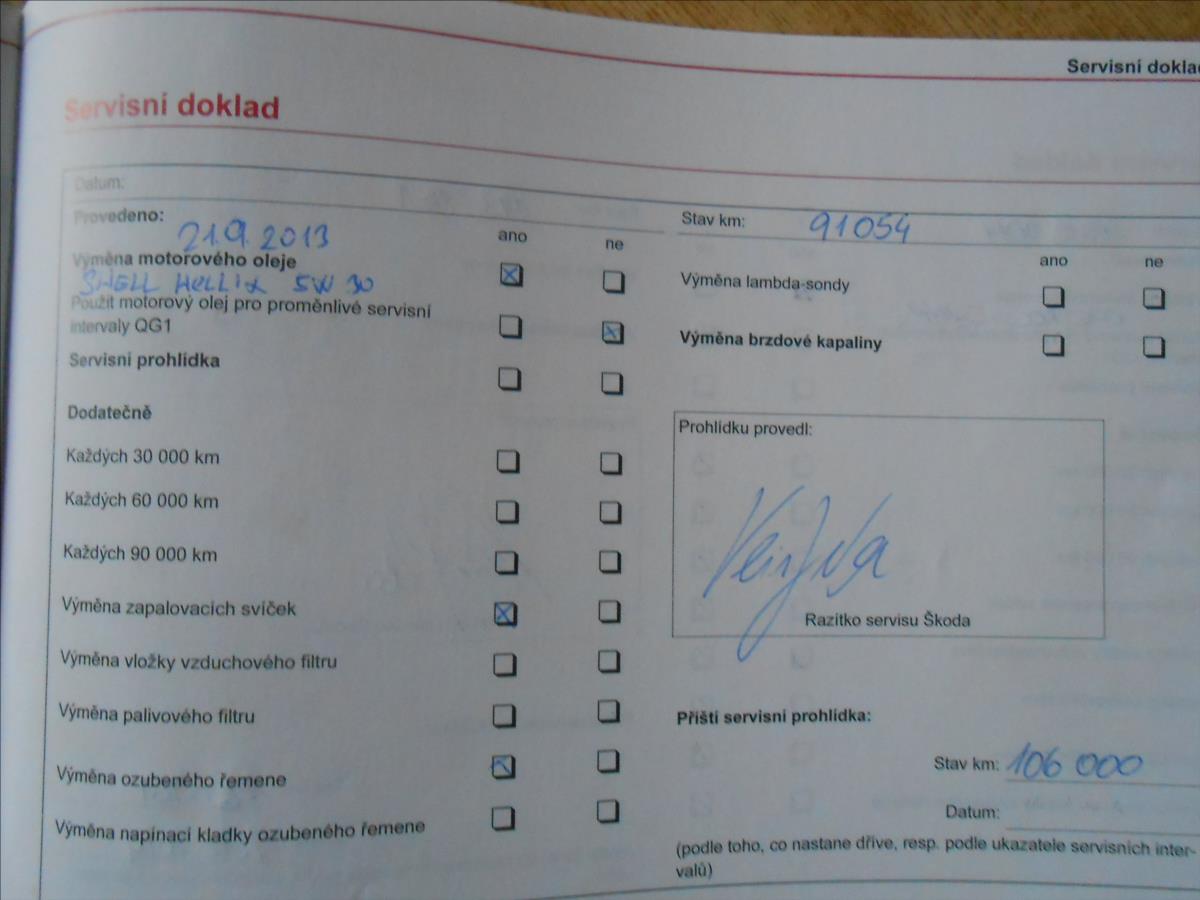 Servisní doklad
Servisní doklad
Datum:
Provedeno:
21.9.2013
ano
ne
Výměna motorového oleje
SHELL HELLIX 5W 30
Použit motorový olej pro proměnlivé servisní
intervaly QG1
Servisní prohlídka
Dodatečně
Každých 30 000 km
Každých 60 000 km
Každých 90 000 km
Výměna zapalovacích svíček
Výměna vložky vzduchového filtru
Výměna palivového filtru
Výměna ozubeného řemene
Výměna napínací kladky ozubeného řemene
Stav km: 91054
ano
ne
Výměna lambda-sondy
Výměna brzdové kapaliny
Prohlídku provedl:
Razítko servisu Škoda
Příští servisní prohlídka:
Stav km: 106 000
Datum:
(podle toho, co nastane dříve, resp. podle ukazatele servisních inter-
valů)